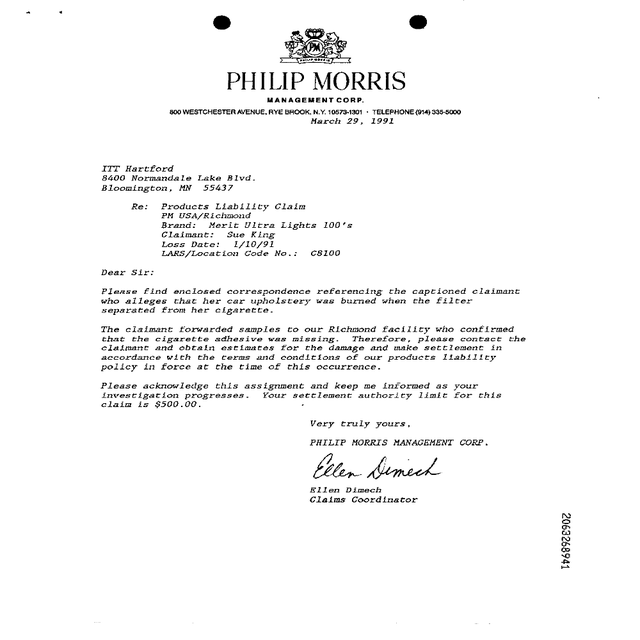 PM
PHILIP MORRIS
MANAGEMENT CORP.
800 WESTCHESTER AVENUE, RYE BROOK, N.Y. 10573-1301 · TELEPHONE (914) 335-5000
March 29, 1991
ITT Hartford
8400 Normandale Lake Blvd.
Bloomington, MN 55437
Re: Products Liability Claim
PM USA/Richmond
Brand: Merit Ultra Lights 100's
Claimant: Sue King
Loss Date: 1/10/91
LARS/Location Code No.: C8100
Dear Sir:
Please find enclosed correspondence referencing the captioned claimant
who alleges that her car upholstery was burned when the filter
separated from her cigarette.
The claimant forwarded samples to our Richmond facility who confirmed
that the cigarette adhesive was missing. Therefore, please contact the
claimant and obtain estimates for the damage and make settlement in
accordance with the terms and conditions of our products liability
policy in force at the time of this occurrence.
Please acknowledge this assignment and keep me informed as your
investigation progresses. Your settlement authority limit for this
claim is $500.00.
Very truly yours,
PHILIP MORRIS MANAGEMENT CORP.
Ellen Dimech
Ellen Dimech
Claims Coordinator
2063268941